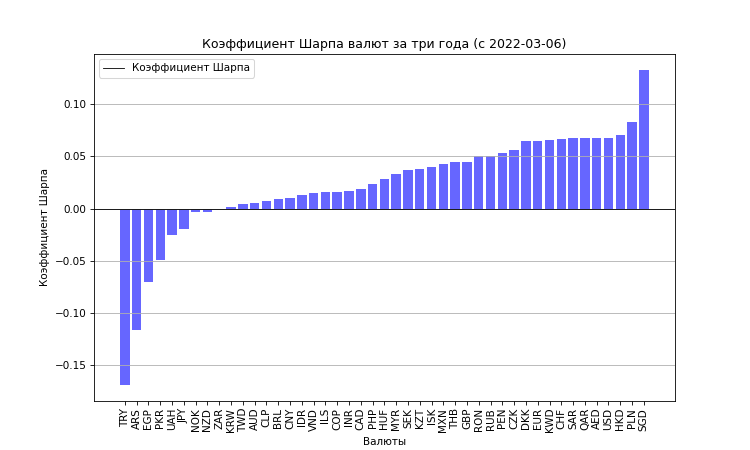 Коэффициент Шарпа валют за три года (с 2022-03-06)
Коэффициент Шарпа
Коэффициент Шарпа
0.10
0.05
0.00
−0.05
−0.10
−0.15
TRY ARS EGP PKR UAH JPY NOK NZD ZAR KRW TWD AUD CLP BRL CNY IDR VND ILS COP INR CAD PHP HUF MYR SEK KZT ISK MXN THB GBP RON RUB PEN CZK DKK EUR KWD CHF SAR QAR AED USD HKD PLN SGD
Валюты